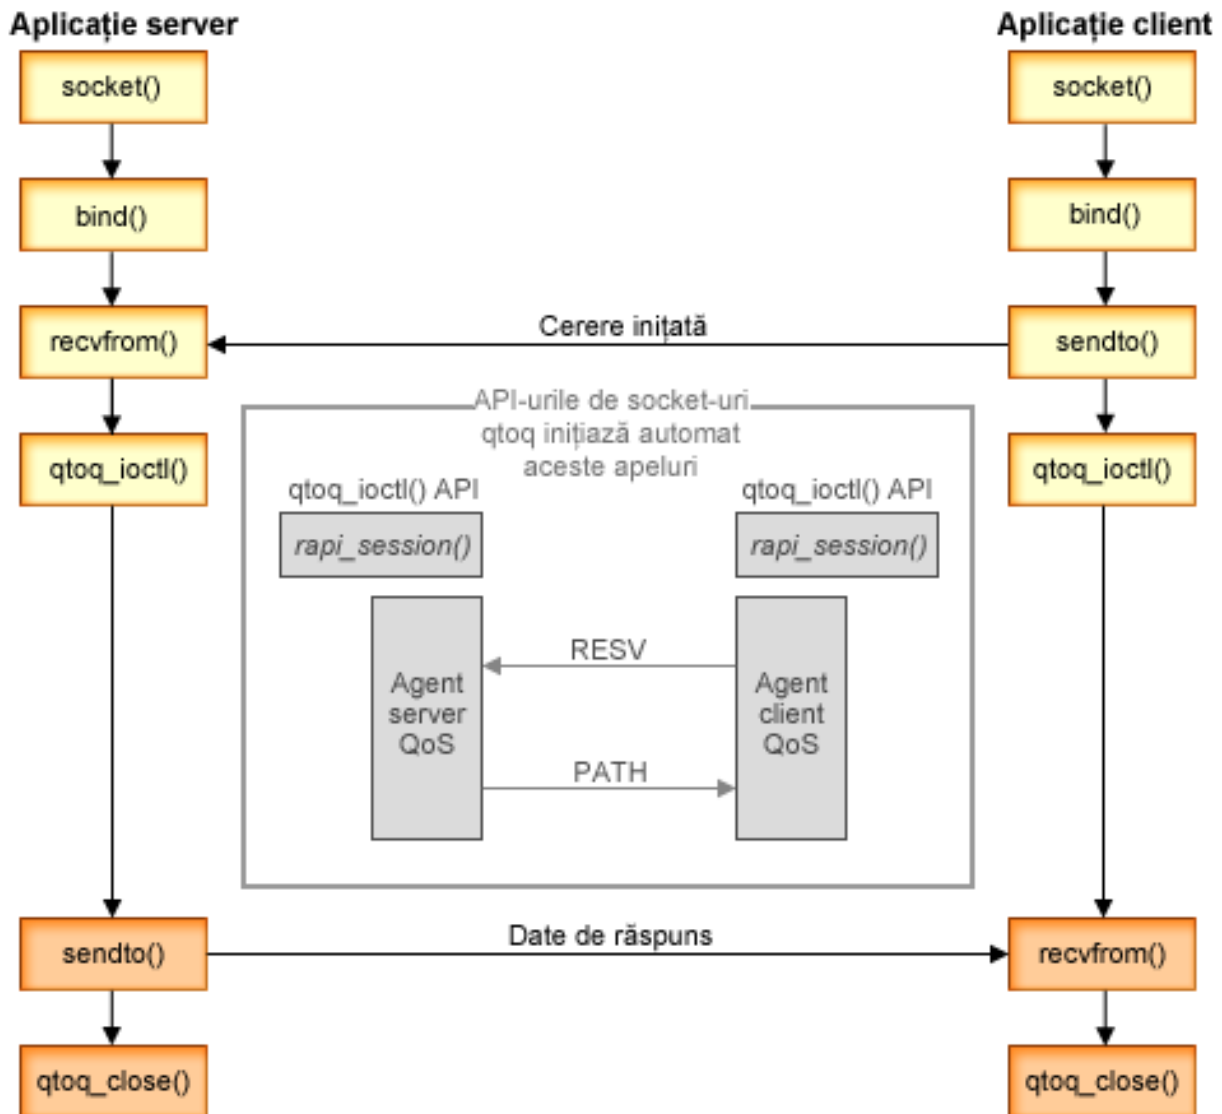 Aplicație server
Aplicație client
socket()
socket()
bind()
bind()
recvfrom()
Cerere inițată
sendto()
API-urile de socket-uri
qtoq inițiază automat
aceste apeluri
qtoq_ioctl()
qtoq_ioctl()
qtoq_ioctl() API
qtoq_ioctl() API
rapi_session()
rapi_session()
RESV
Agent
server
QoS
Agent
client
QoS
PATH
sendto()
Date de răspuns
recvfrom()
qtoq_close()
qtoq_close()